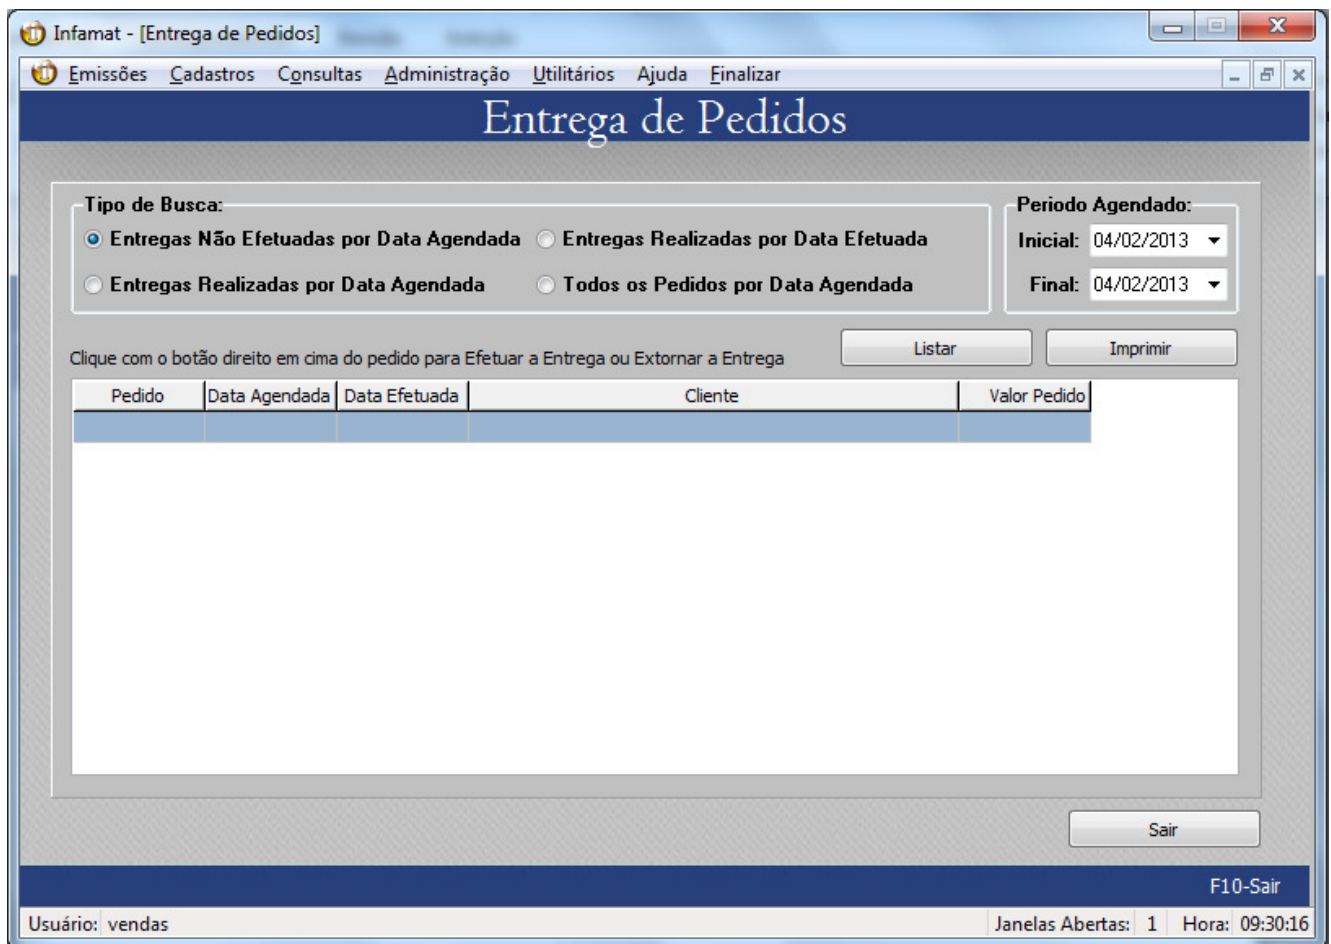 Infamat - [Entrega de Pedidos]
Emissões Cadastros Consultas Administração Utilitários Ajuda Finalizar
Entrega de Pedidos
Tipo de Busca:
Entregas Não Efetuadas por Data Agendada Entregas Realizadas por Data Efetuada
Entregas Realizadas por Data Agendada Todos os Pedidos por Data Agendada
Periodo Agendado:
Inicial: 04/02/2013
Final: 04/02/2013
Clique com o botão direito em cima do pedido para Efetuar a Entrega ou Extornar a Entrega
Listar Imprimir
Pedido Data Agendada Data Efetuada Cliente Valor Pedido
Sair
F10-Sair
Usuário: vendas Janelas Abertas: 1 Hora: 09:30:16